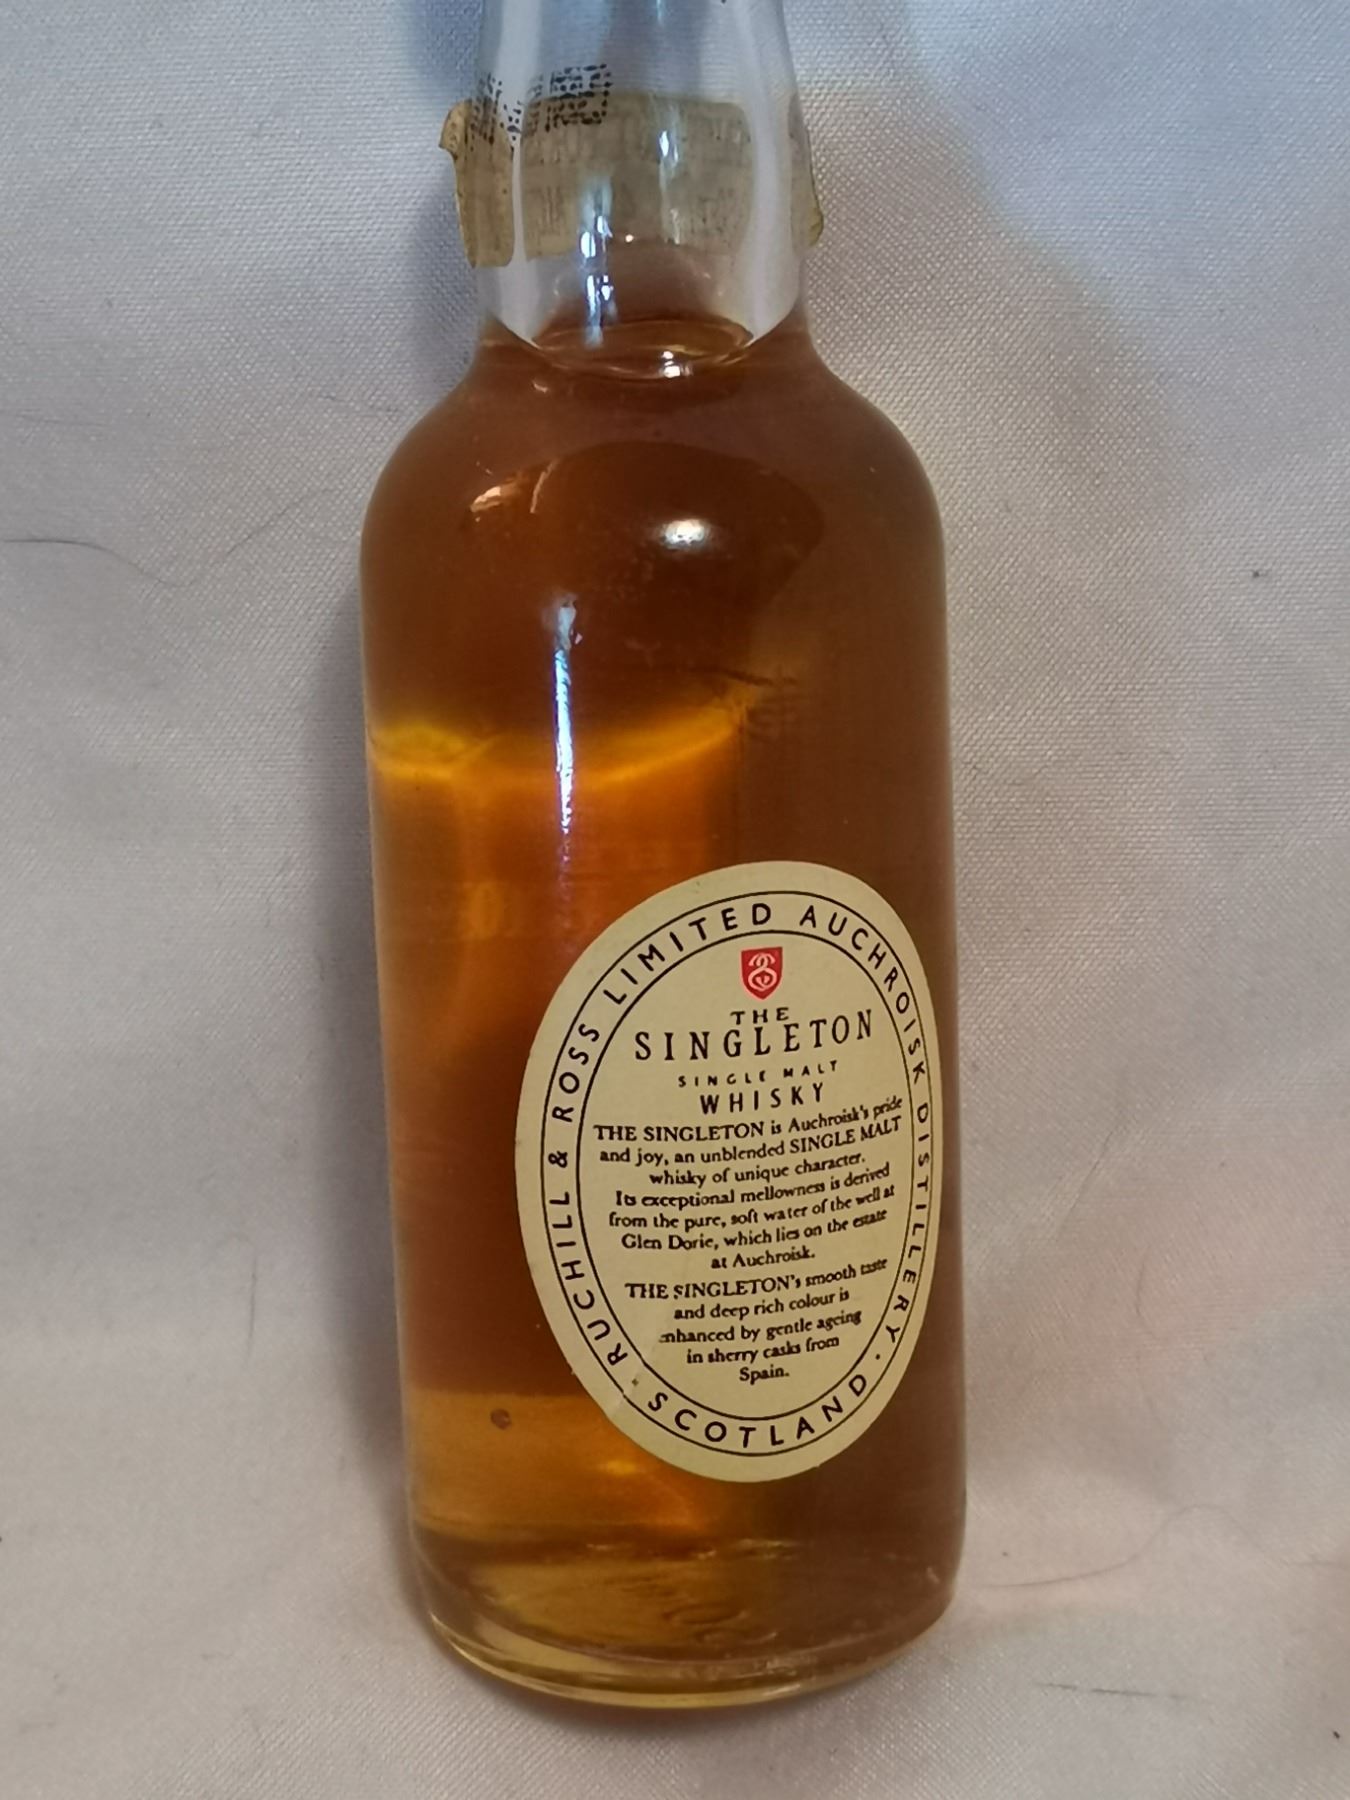 RUCHILL & ROSS LIMITED AUCHROISK DISTILLERY · SCOTLAND ·
THE
SINGLETON
SINGLE MALT
WHISKY
THE SINGLETON is Auchroisk's pride
and joy, an unblended SINGLE MALT
whisky of unique character.
Its exceptional mellowness is derived
from the pure, soft water of the well at
Glen Dorie, which lies on the estate
at Auchroisk.
THE SINGLETON's smooth taste
and deep rich colour is
enhanced by gentle ageing
in sherry casks from
Spain.